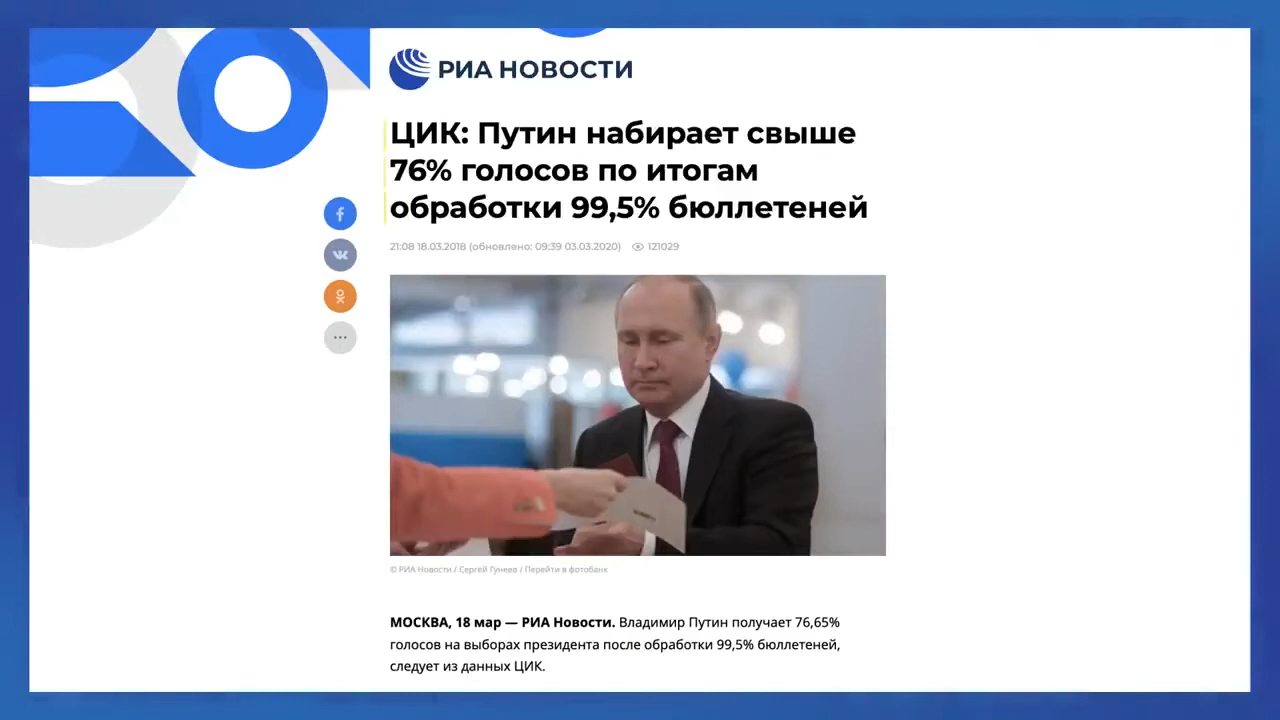 РИА НОВОСТИ
ЦИК: Путин набирает свыше
76% голосов по итогам
обработки 99,5% бюллетеней
21:08 18.03.2018 (обновлено: 09:39 03.03.2020) 121029
© РИА Новости / Сергей Гунеев / Перейти в фотобанк
МОСКВА, 18 мар — РИА Новости. Владимир Путин получает 76,65%
голосов на выборах президента после обработки 99,5% бюллетеней,
следует из данных ЦИК.